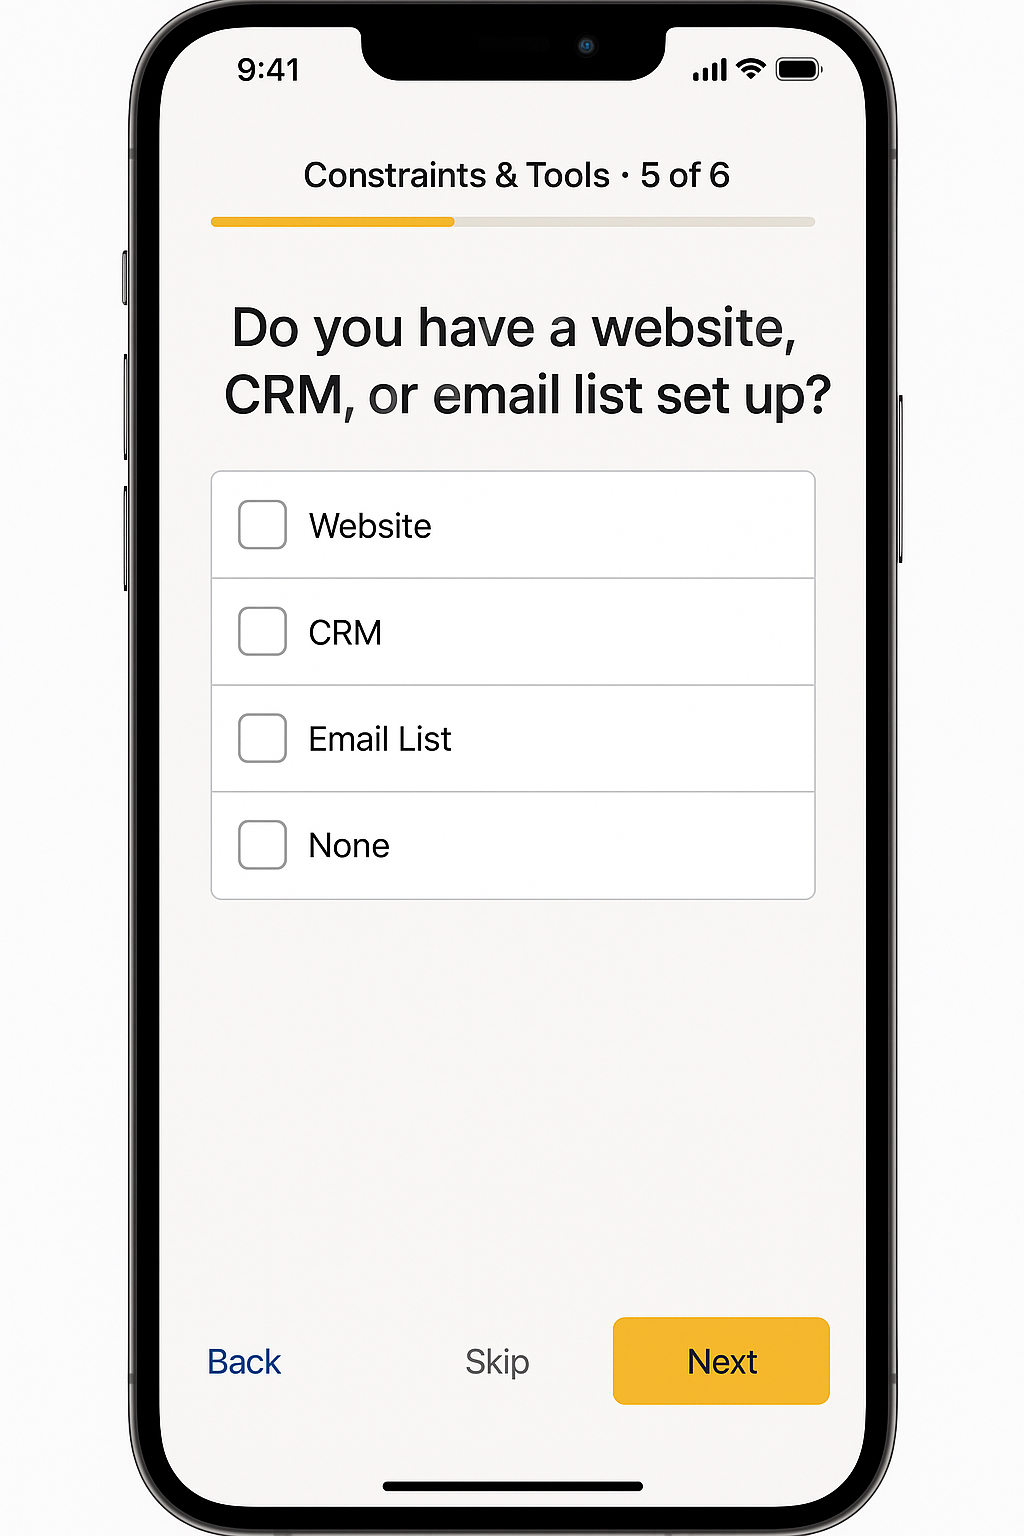 9:41
Constraints & Tools · 5 of 6
Do you have a website,
CRM, or email list set up?
Website
CRM
Email List
None
Back
Skip
Next